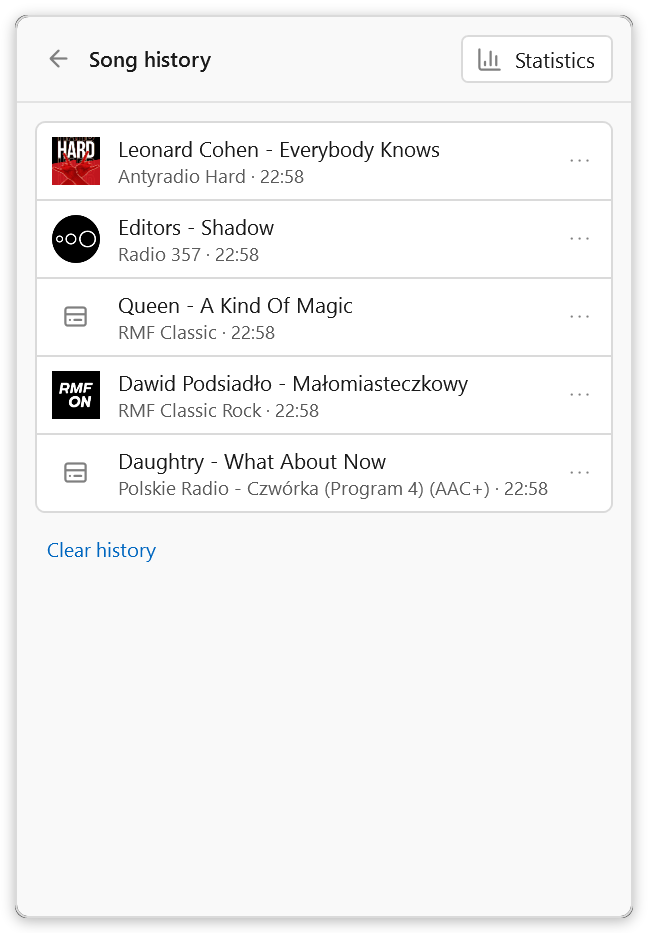 Song history
Statistics
HARD
Leonard Cohen - Everybody Knows
Antyradio Hard · 22:58
Editors - Shadow
Radio 357 · 22:58
Queen - A Kind Of Magic
RMF Classic · 22:58
RMF
ON
Dawid Podsiadło - Małomiasteczkowy
RMF Classic Rock · 22:58
Daughtry - What About Now
Polskie Radio - Czwórka (Program 4) (AAC+) · 22:58
Clear history